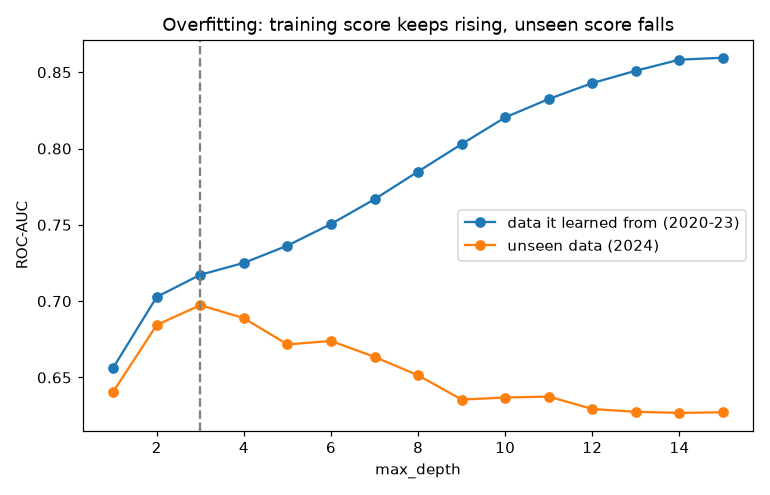 Overfitting: training score keeps rising, unseen score falls
ROC-AUC
0.85
0.80
0.75
0.70
0.65
data it learned from (2020-23)
unseen data (2024)
2 4 6 8 10 12 14
max_depth